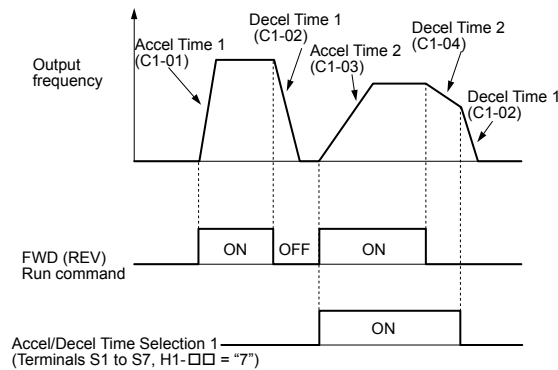 Output
frequency
Accel Time 1
(C1-01)
Decel Time 1
(C1-02)
Accel Time 2
(C1-03)
Decel Time 2
(C1-04)
Decel Time 1
(C1-02)
FWD (REV)
Run command
ON
OFF
ON
Accel/Decel Time Selection 1
(Terminals S1 to S7, H1-□□ = “7”)
ON